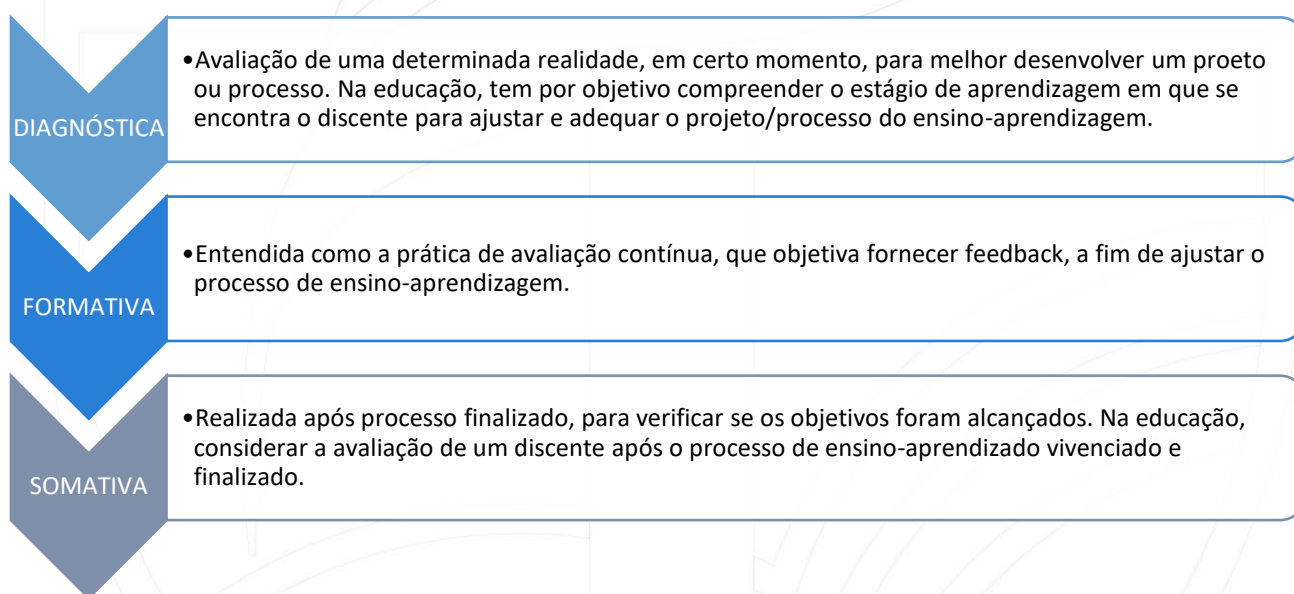 DIAGNÓSTICA
•Avaliação de uma determinada realidade, em certo momento, para melhor desenvolver um proeto
ou processo. Na educação, tem por objetivo compreender o estágio de aprendizagem em que se
encontra o discente para ajustar e adequar o projeto/processo do ensino-aprendizagem.
FORMATIVA
•Entendida como a prática de avaliação contínua, que objetiva fornecer feedback, a fim de ajustar o
processo de ensino-aprendizagem.
SOMATIVA
•Realizada após processo finalizado, para verificar se os objetivos foram alcançados. Na educação,
considerar a avaliação de um discente após o processo de ensino-aprendizado vivenciado e
finalizado.